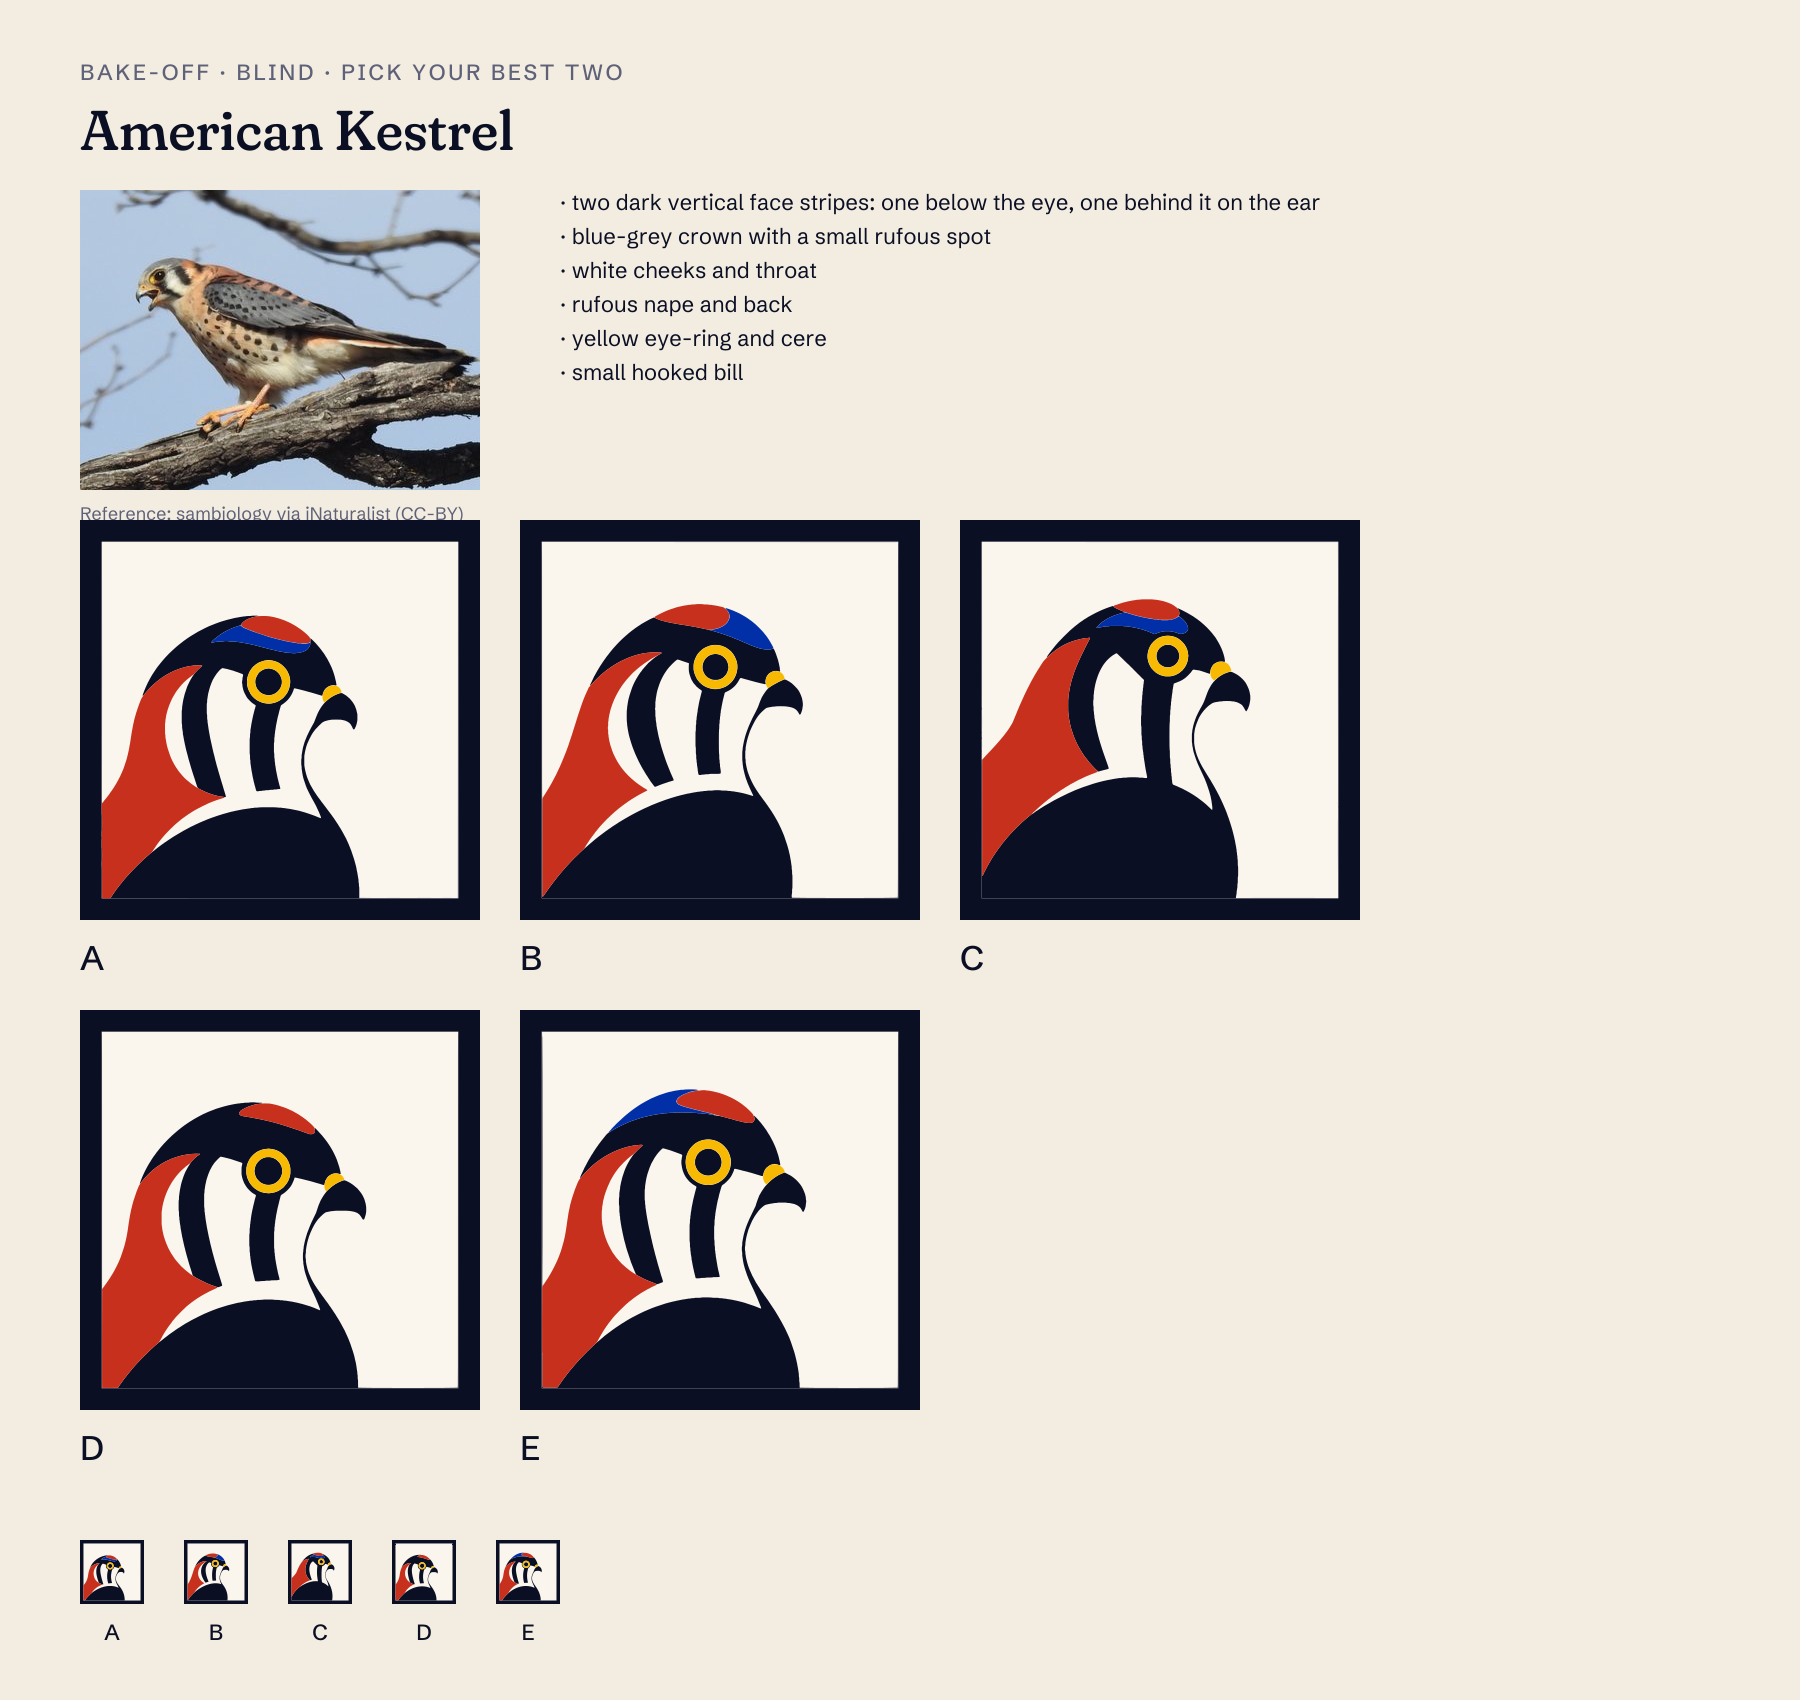 BAKE-OFF · BLIND · PICK YOUR BEST TWO
American Kestrel
· two dark vertical face stripes: one below the eye, one behind it on the ear
· blue-grey crown with a small rufous spot
· white cheeks and throat
· rufous nape and back
· yellow eye-ring and cere
· small hooked bill
Reference: sambiology via iNaturalist (CC-BY)
A
B
C
D
E
A
B
C
D
E